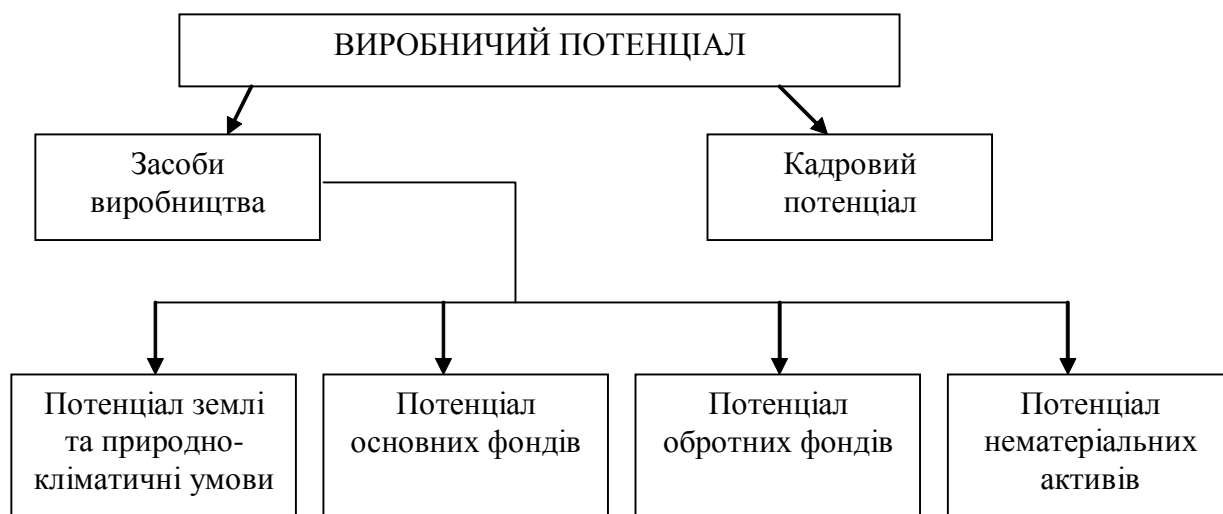 ВИРОБНИЧИЙ ПОТЕНЦІАЛ
Засоби
виробництва
Кадровий
потенціал
Потенціал землі
та природно-
кліматичні умови
Потенціал
основних фондів
Потенціал
обротних фондів
Потенціал
нематеріальних
активів